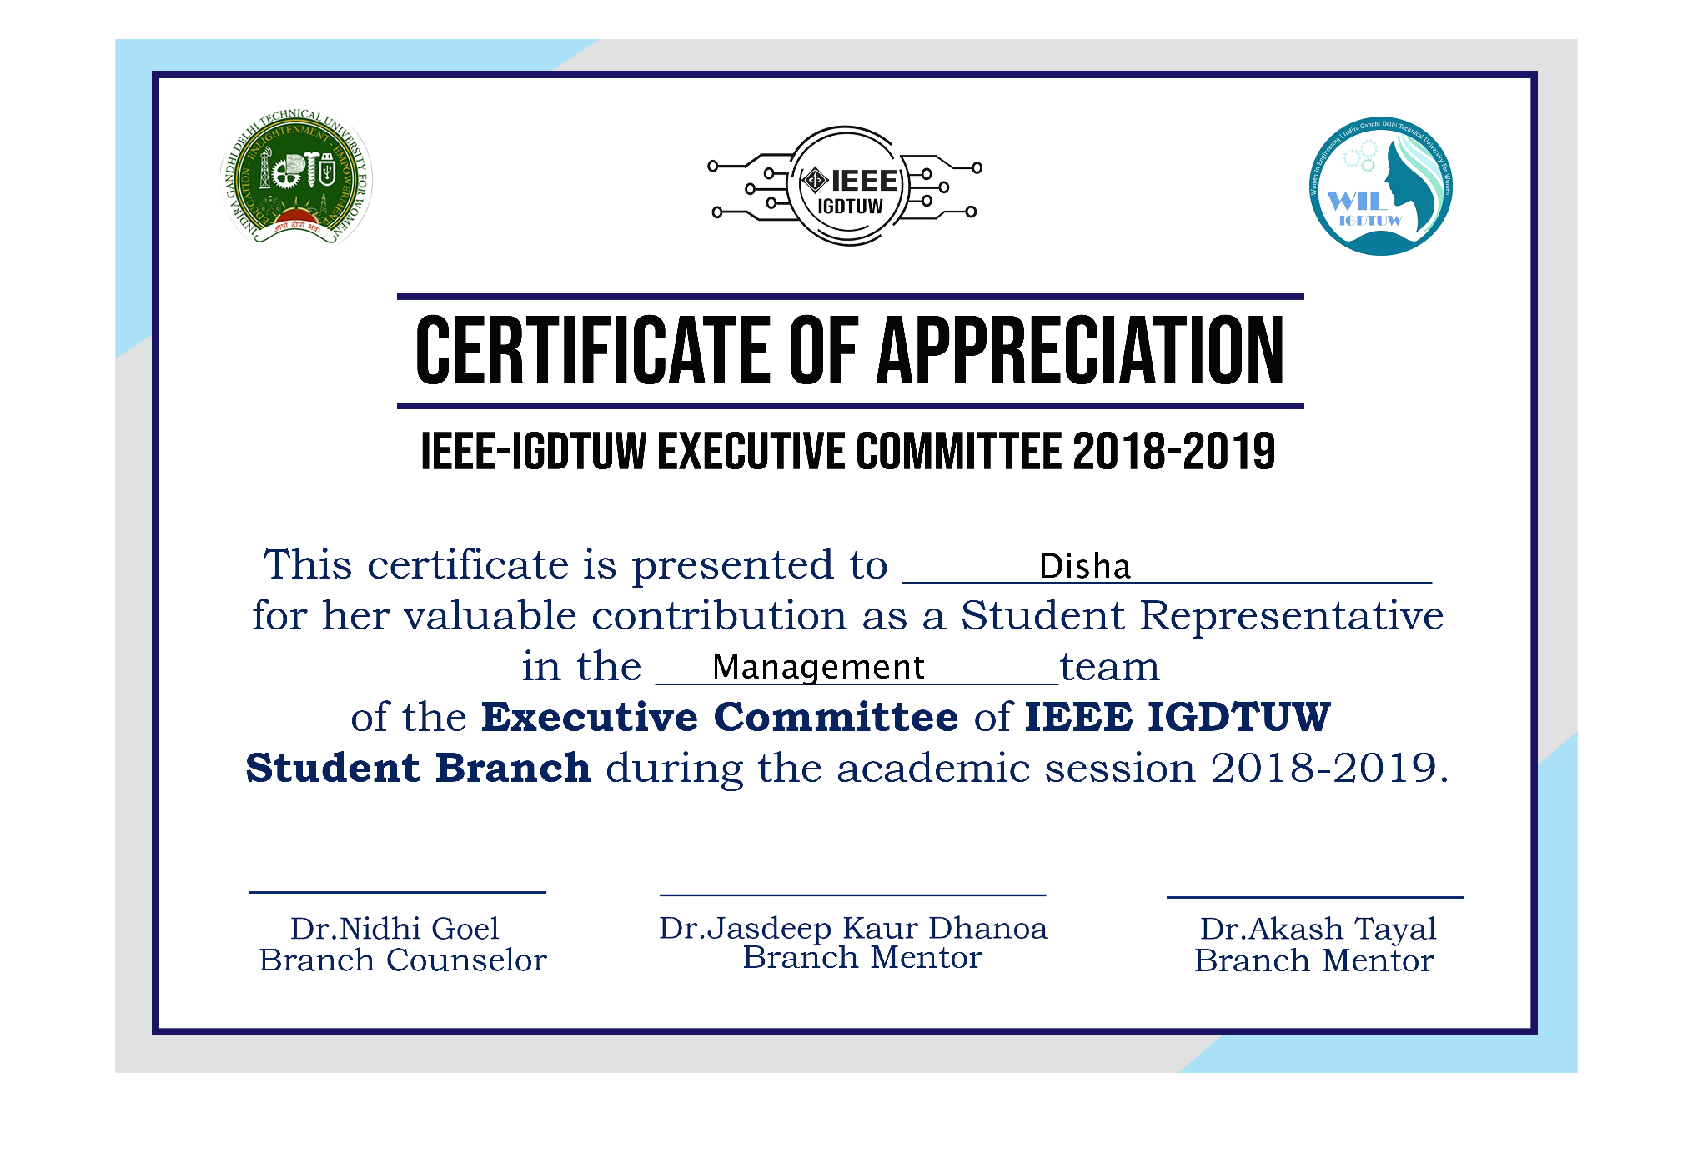 INDIRA GANDHI DELHI TECHNICAL UNIVERSITY FOR WOMEN
EDUCATION - ENLIGHTENMENT - EMPOWERMENT
IEEE
IGDTUW
WIL
IGDTUW
CERTIFICATE OF APPRECIATION
IEEE-IGDTUW EXECUTIVE COMMITTEE 2018-2019
This certificate is presented to Disha
for her valuable contribution as a Student Representative
in the Management team
of the Executive Committee of IEEE IGDTUW
Student Branch during the academic session 2018-2019.
Dr.Nidhi Goel
Branch Counselor
Dr.Jasdeep Kaur Dhanoa
Branch Mentor
Dr.Akash Tayal
Branch Mentor